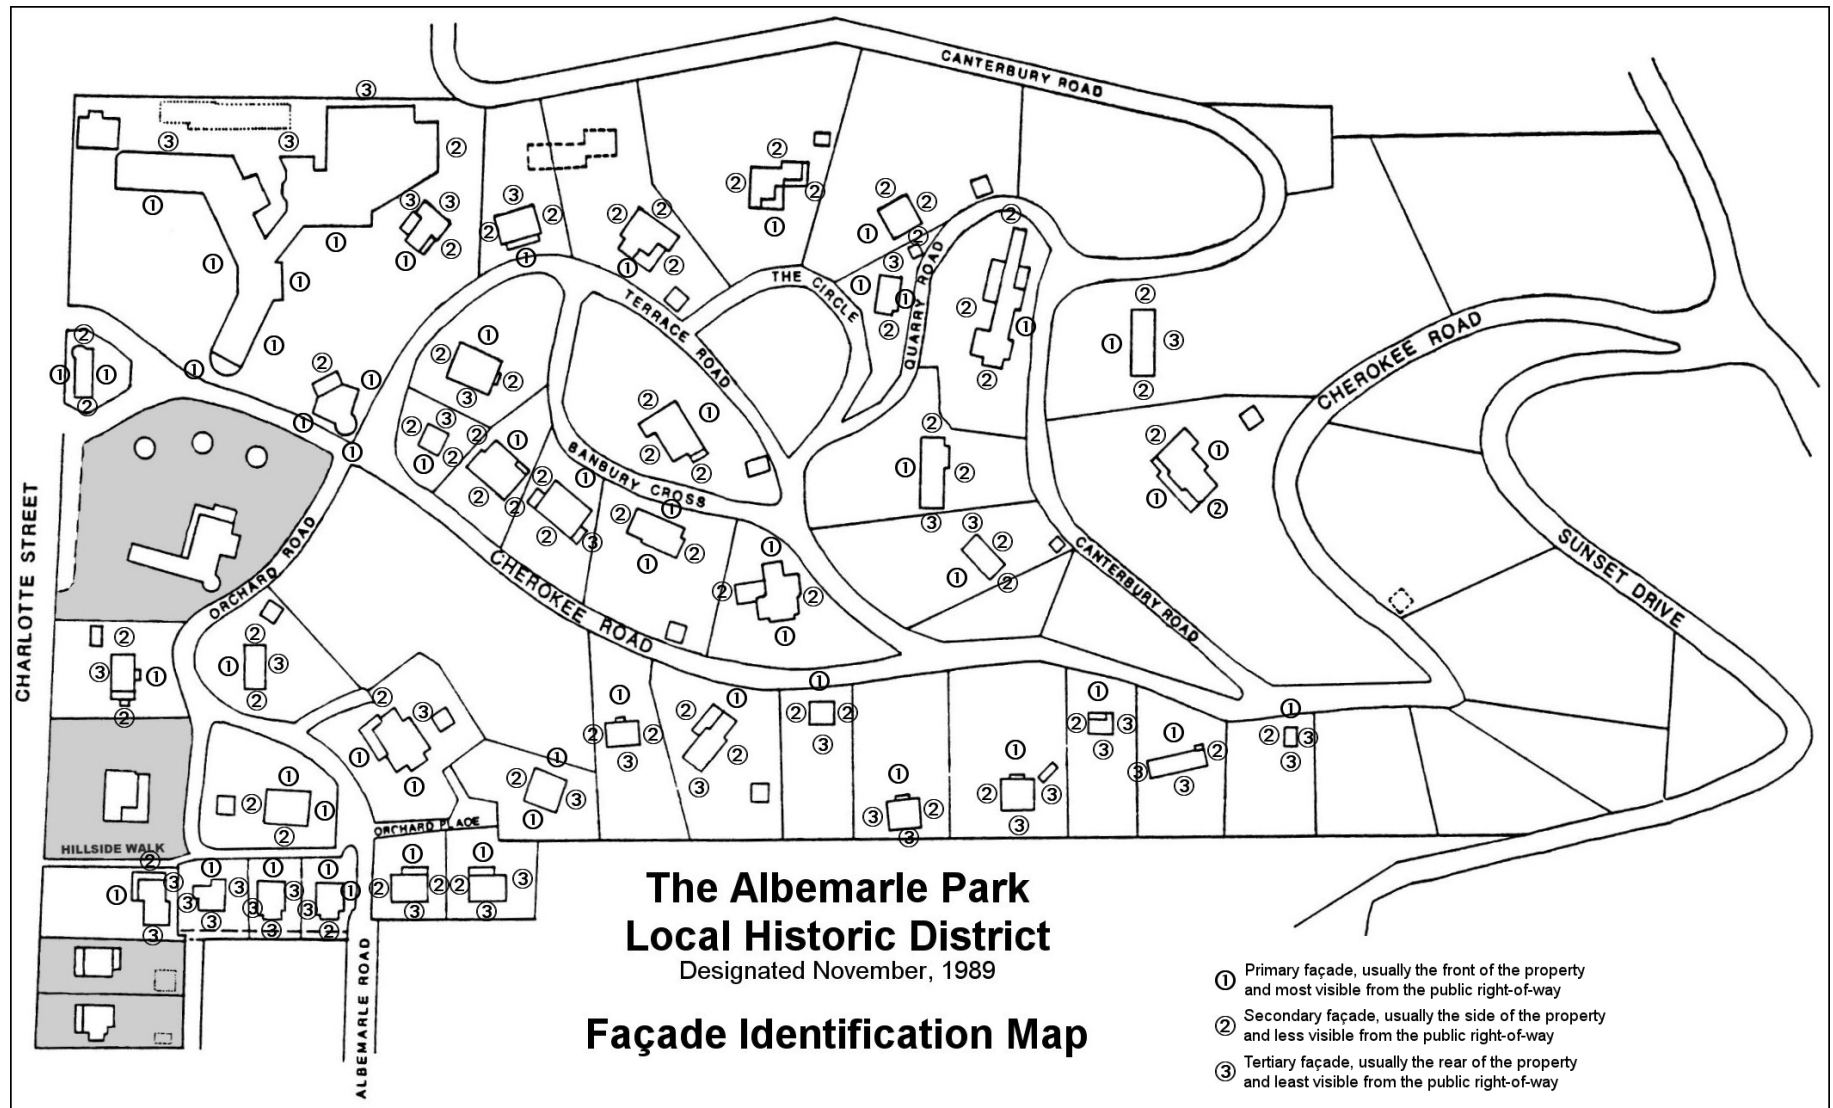 CANTERBURY ROAD
THE CIRCLE
TERRACE ROAD
QUARRY ROAD
CHEROKEE ROAD
BANBURY CROSS
CHARLOTTE STREET
ORCHARD ROAD
CHEROKEE ROAD
CANTERBURY ROAD
SUNSET DRIVE
ORCHARD PLACE
HILLSIDE WALK
ALBEMARLE ROAD
The Albemarle Park
Local Historic District
Designated November, 1989
Façade Identification Map
① Primary façade, usually the front of the property
and most visible from the public right-of-way
② Secondary façade, usually the side of the property
and less visible from the public right-of-way
③ Tertiary façade, usually the rear of the property
and least visible from the public right-of-way